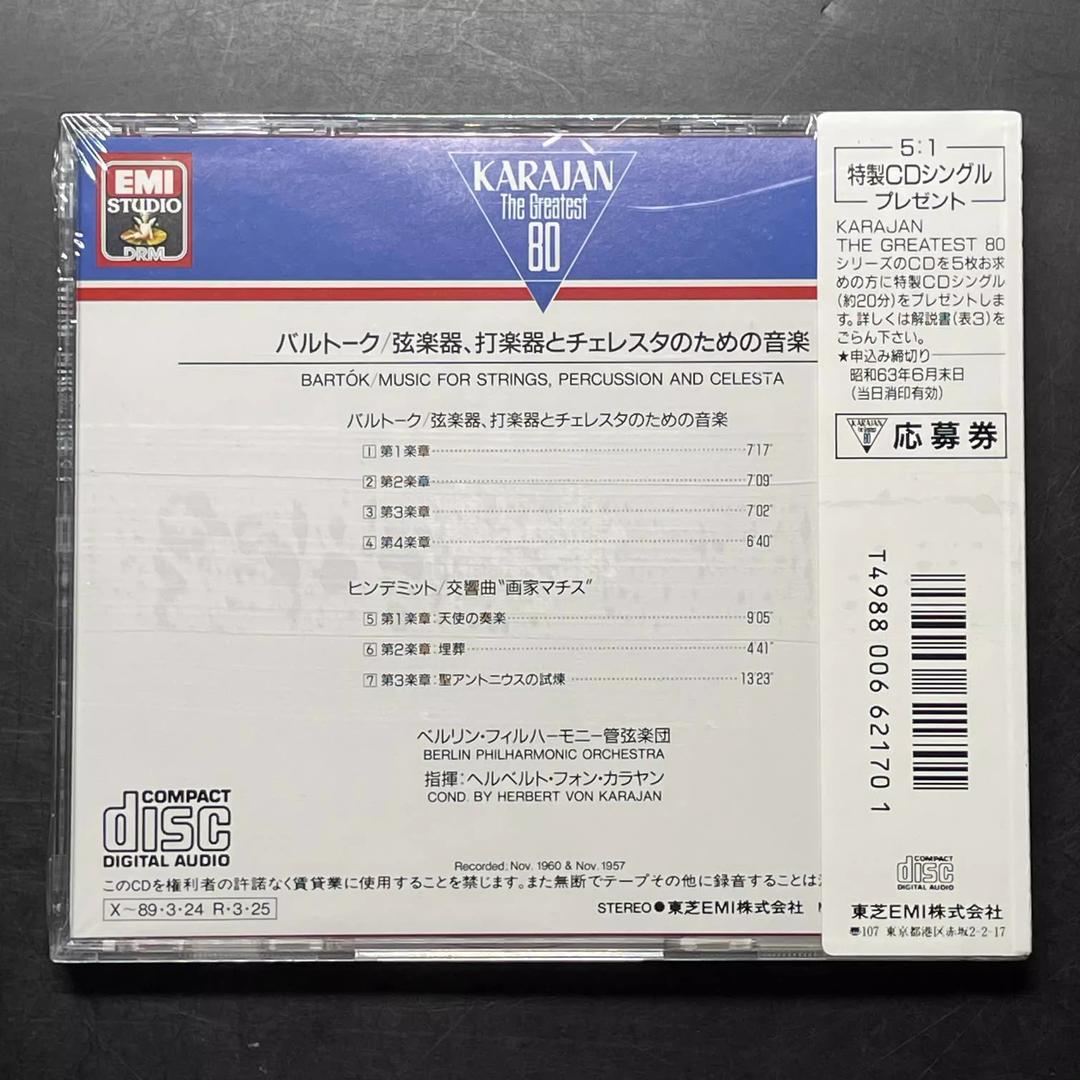 EMI
STUDIO
DRM
KARAJAN
The Greatest
80
バルトーク/弦楽器、打楽器とチェレスタのための音楽
BARTÓK/MUSIC FOR STRINGS, PERCUSSION AND CELESTA
バルトーク/弦楽器、打楽器とチェレスタのための音楽
1 第1楽章 7'17"
2 第2楽章 7'09"
3 第3楽章 7'02"
4 第4楽章 6'40"
ヒンデミット/交響曲"画家マチス"
5 第1楽章:天使の奏楽 9'05"
6 第2楽章:埋葬 4'41"
7 第3楽章:聖アントニウスの試煉 13'23"
ベルリン・フィルハーモニー管弦楽団
BERLIN PHILHARMONIC ORCHESTRA
指揮:ヘルベルト・フォン・カラヤン
COND. BY HERBERT VON KARAJAN
COMPACT
disc
DIGITAL AUDIO
Recorded: Nov. 1960 & Nov. 1957
このCDを権利者の許諾なく賃貸業に使用することを禁じます。また無断でテープその他に録音することは
X～89・3・24 R・3・25
STEREO●東芝EMI株式会社
5:1
特製CDシングル
プレゼント
KARAJAN
THE GREATEST 80
シリーズのCDを5枚お求
めの方に特製CDシングル
(約20分)をプレゼントしま
す。詳しくは解説書(表3)を
ごらん下さい。
★申込み締切り
昭和63年6月末日
(当日消印有効)
KARAJAN
The Greatest
80
応募券
T4988 006 62170 1
COMPACT
disc
DIGITAL AUDIO
東芝EMI株式会社
〠107 東京都港区赤坂2-2-17